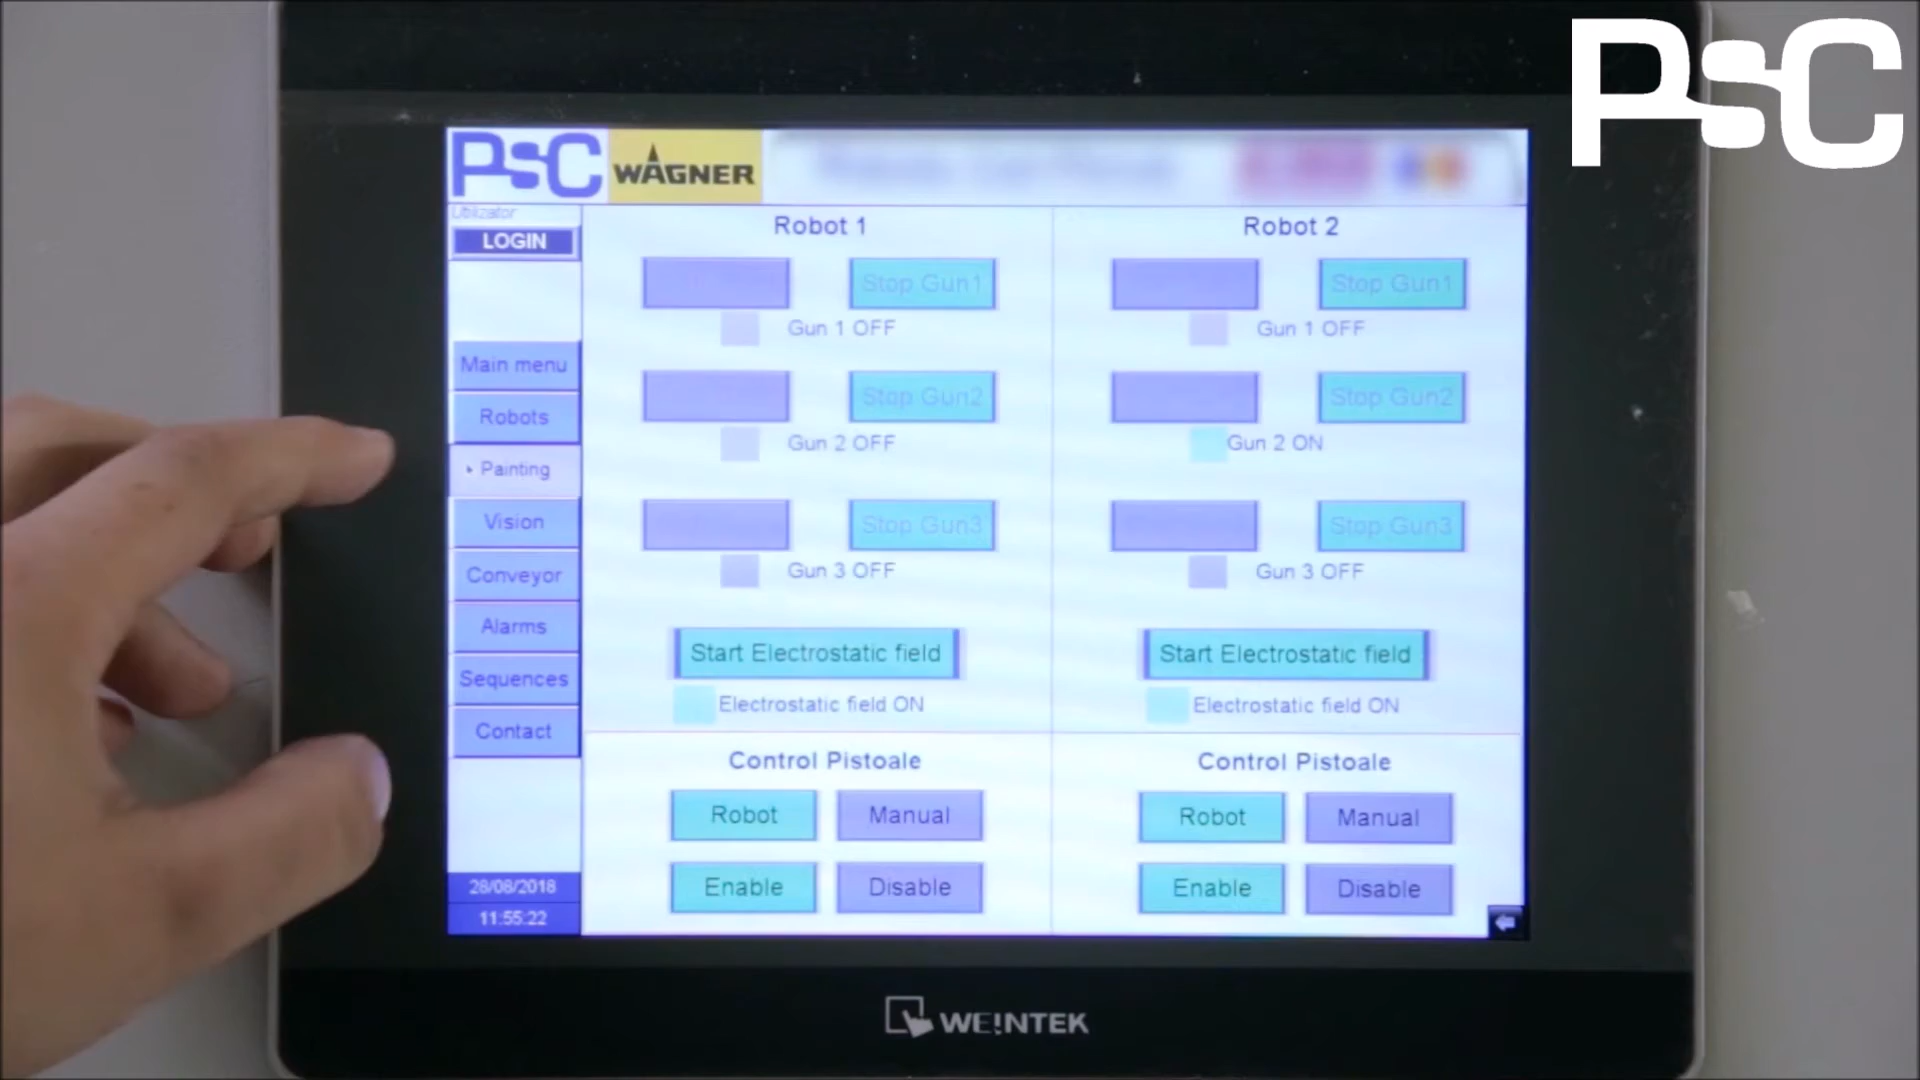 PSC
PSC WAGNER
Utilizator
LOGIN
Main menu
Robots
Painting
Vision
Conveyor
Alarms
Sequences
Contact
28/08/2018
11:55:22
Robot 1
Stop Gun1
Gun 1 OFF
Stop Gun2
Gun 2 OFF
Stop Gun3
Gun 3 OFF
Start Electrostatic field
Electrostatic field ON
Control Pistoale
Robot Manual
Enable Disable
Robot 2
Stop Gun1
Gun 1 OFF
Stop Gun2
Gun 2 ON
Stop Gun3
Gun 3 OFF
Start Electrostatic field
Electrostatic field ON
Control Pistoale
Robot Manual
Enable Disable
WEINTEK